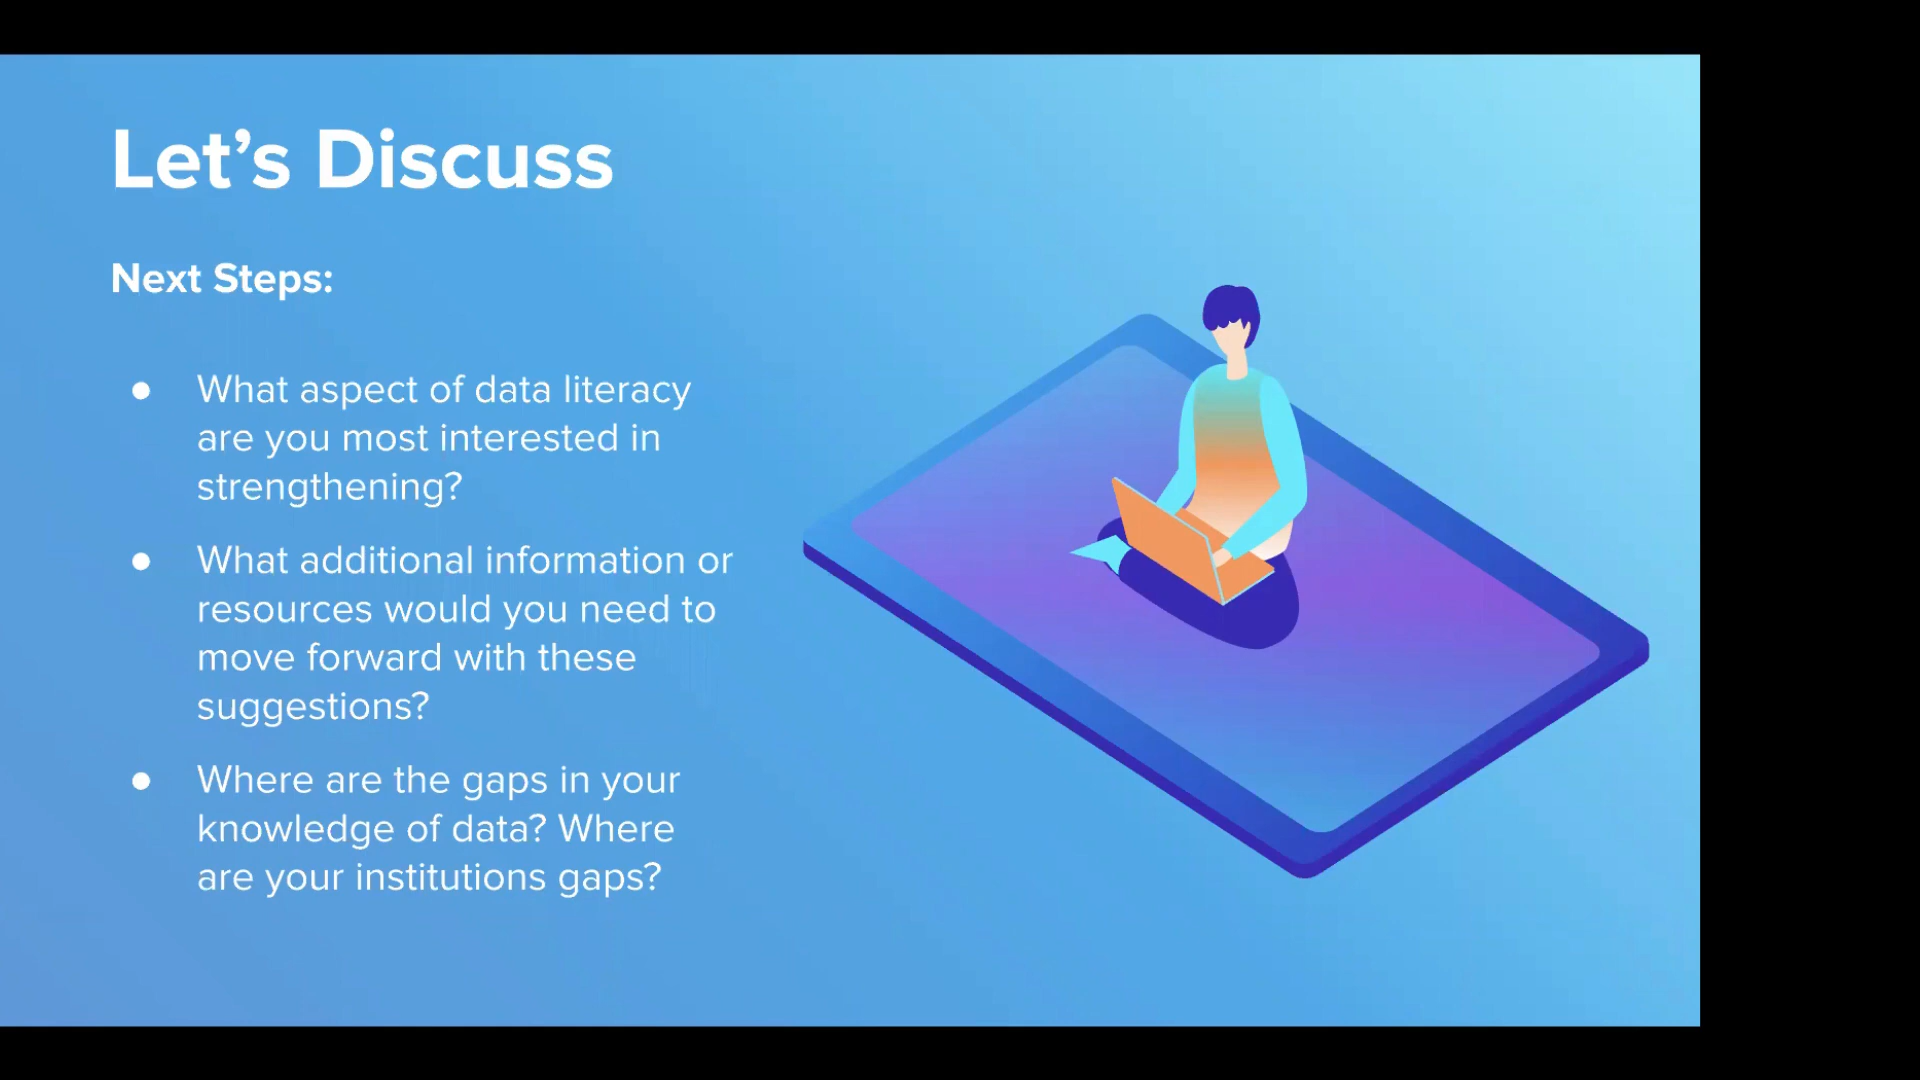 Let’s Discuss
Next Steps:
● What aspect of data literacy
are you most interested in
strengthening?
● What additional information or
resources would you need to
move forward with these
suggestions?
● Where are the gaps in your
knowledge of data? Where
are your institutions gaps?